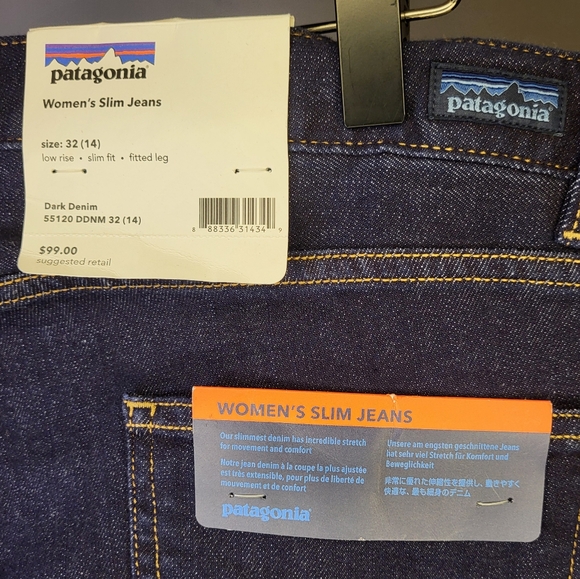 patagonia
Women's Slim Jeans
size: 32 (14)
low rise • slim fit • fitted leg
Dark Denim
55120 DDNM 32 (14)
8 88336 31434 9
$99.00
suggested retail
patagonia
WOMEN'S SLIM JEANS
Our slimmest denim has incredible stretch
for movement and comfort
Notre jean denim à la coupe la plus ajustée
est très extensible, pour plus de liberté de
mouvement et de confort
Unsere am engsten geschnittene Jeans
hat sehr viel Stretch für Komfort und
Beweglichkeit
非常に優れた伸縮性を提供し、動きやすく
快適な、最も細身のデニム
patagonia